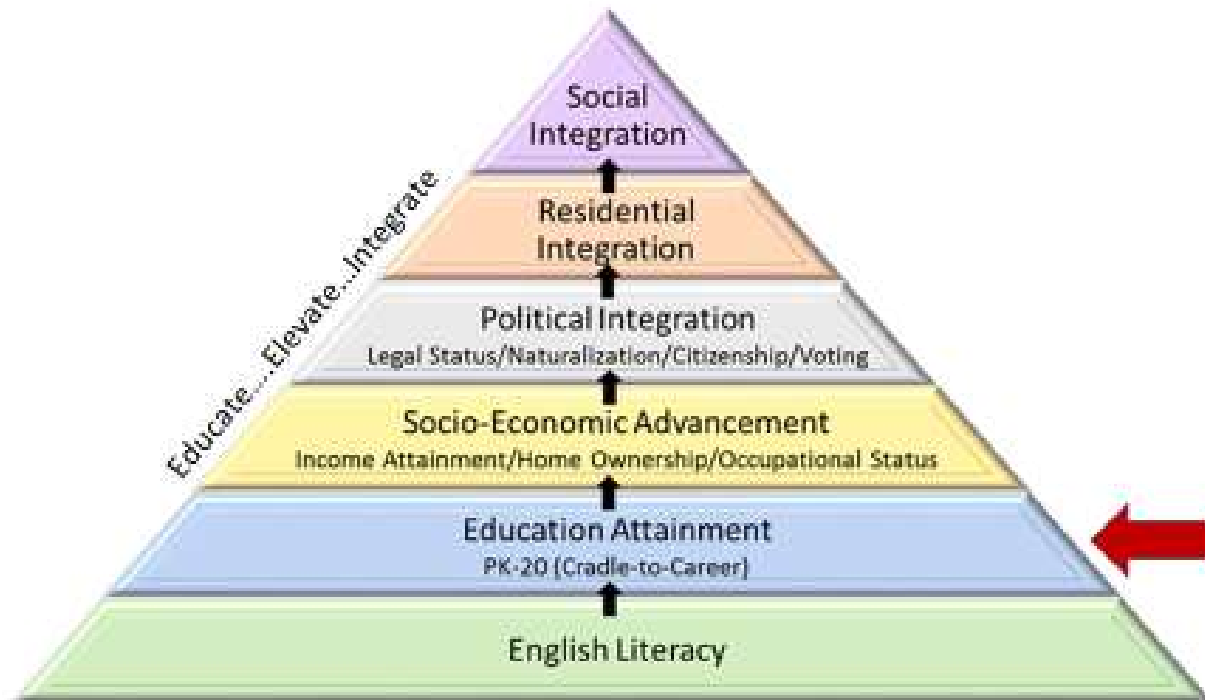 Social
Integration
Residential
Integration
Political Integration
Legal Status/Naturalization/Citizenship/Voting
Socio-Economic Advancement
Income Attainment/Home Ownership/Occupational Status
Education Attainment
PK-20 (Cradle-to-Career)
English Literacy
Educate....Elevate...Integrate